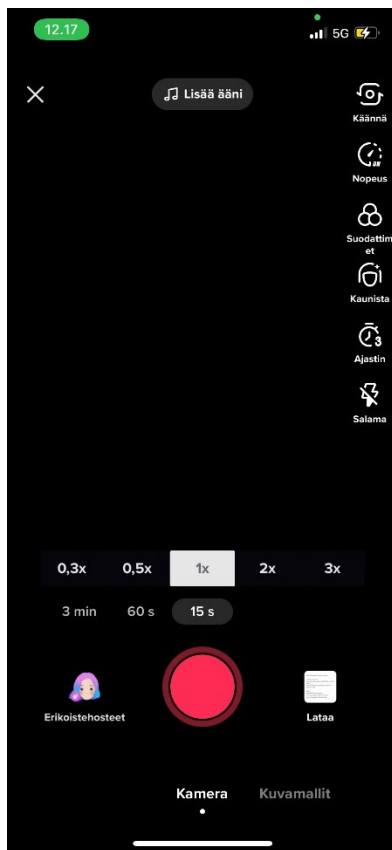 12.17
5G
Lisää ääni
Käännä
Nopeus
Suodattim
et
Kaunista
3
Ajastin
Salama
0,3x 0,5x 1x 2x 3x
3 min 60 s 15 s
Erikoistehosteet
Lataa
Kamera Kuvamallit